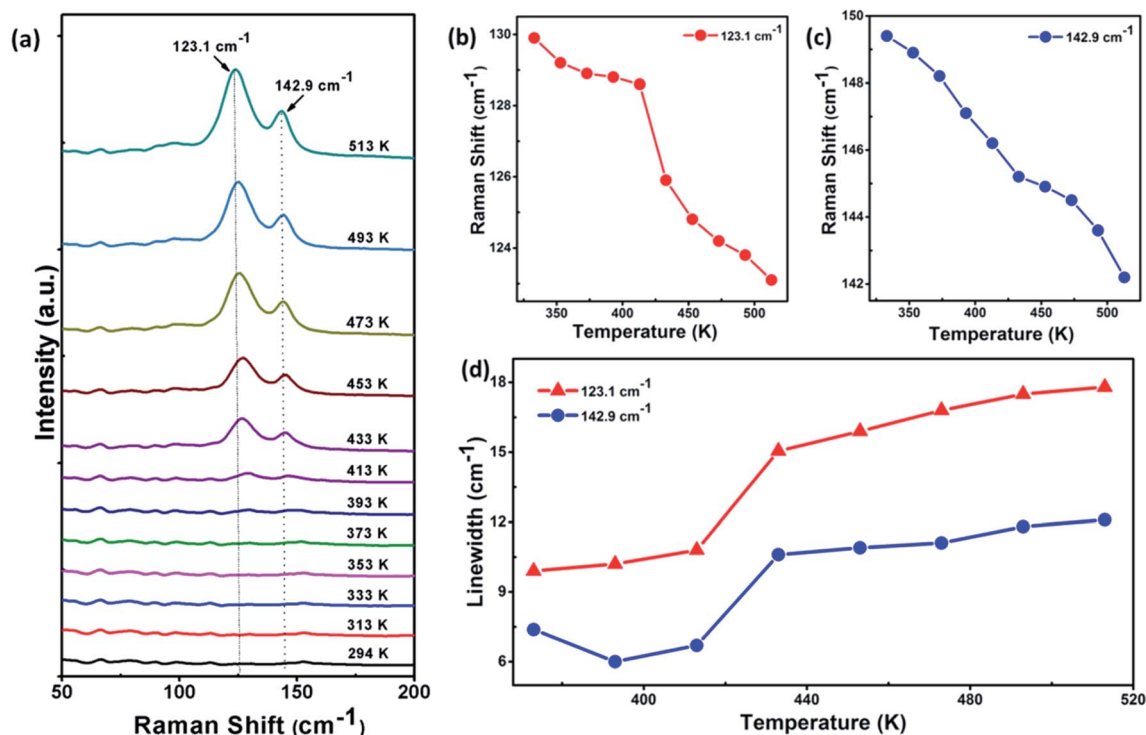 (a)
123.1 cm⁻¹
142.9 cm⁻¹
513 K
493 K
473 K
453 K
433 K
413 K
393 K
373 K
353 K
333 K
313 K
294 K
Intensity (a.u.)
50 100 150 200
Raman Shift (cm⁻¹)
(b)
123.1 cm⁻¹
130
128
126
124
Raman Shift (cm⁻¹)
350 400 450 500
Temperature (K)
(c)
142.9 cm⁻¹
150
148
146
144
142
Raman Shift (cm⁻¹)
350 400 450 500
Temperature (K)
(d)
123.1 cm⁻¹
142.9 cm⁻¹
18
15
12
9
6
Linewidth (cm⁻¹)
400 440 480 520
Temperature (K)